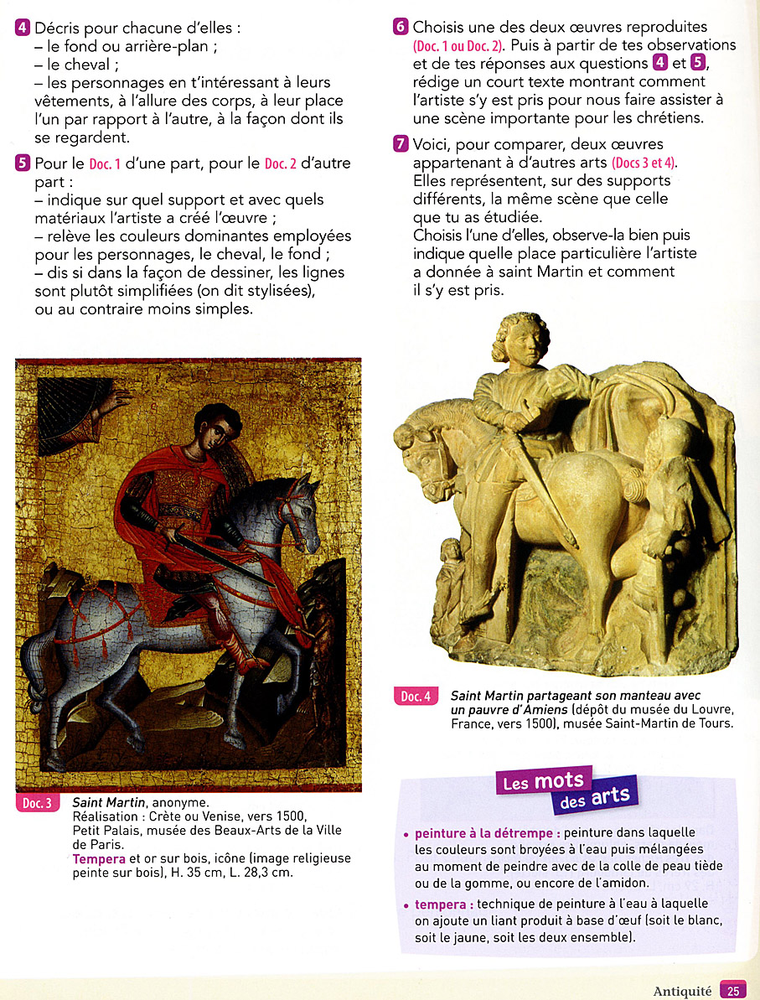 4 Décris pour chacune d'elles :
– le fond ou arrière-plan ;
– le cheval ;
– les personnages en t'intéressant à leurs
vêtements, à l'allure des corps, à leur place
l'un par rapport à l'autre, à la façon dont ils
se regardent.
5 Pour le Doc. 1 d'une part, pour le Doc. 2 d'autre
part :
– indique sur quel support et avec quels
matériaux l'artiste a créé l'œuvre ;
– relève les couleurs dominantes employées
pour les personnages, le cheval, le fond ;
– dis si dans la façon de dessiner, les lignes
sont plutôt simplifiées (on dit stylisées),
ou au contraire moins simples.
Doc. 3 Saint Martin, anonyme.
Réalisation : Crète ou Venise, vers 1500,
Petit Palais, musée des Beaux-Arts de la Ville
de Paris.
Tempera et or sur bois, icône (image religieuse
peinte sur bois), H. 35 cm, L. 28,3 cm.
6 Choisis une des deux œuvres reproduites
(Doc. 1 ou Doc. 2). Puis à partir de tes observations
et de tes réponses aux questions 4 et 5,
rédige un court texte montrant comment
l'artiste s'y est pris pour nous faire assister à
une scène importante pour les chrétiens.
7 Voici, pour comparer, deux œuvres
appartenant à d'autres arts (Docs 3 et 4).
Elles représentent, sur des supports
différents, la même scène que celle
que tu as étudiée.
Choisis l'une d'elles, observe-la bien puis
indique quelle place particulière l'artiste
a donnée à saint Martin et comment
il s'y est pris.
Doc. 4 Saint Martin partageant son manteau avec
un pauvre d'Amiens (dépôt du musée du Louvre,
France, vers 1500), musée Saint-Martin de Tours.
Les mots
des arts
• peinture à la détrempe : peinture dans laquelle
les couleurs sont broyées à l'eau puis mélangées
au moment de peindre avec de la colle de peau tiède
ou de la gomme, ou encore de l'amidon.
• tempera : technique de peinture à l'eau à laquelle
on ajoute un liant produit à base d'œuf (soit le blanc,
soit le jaune, soit les deux ensemble).
Antiquité 25